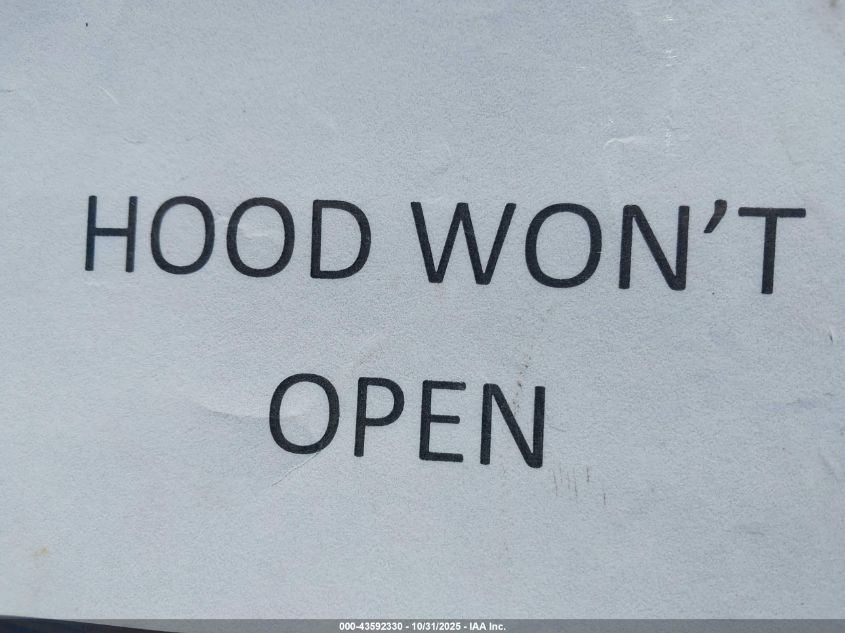 HOOD WON'T
OPEN
000-43592330 - 10/31/2025 - IAA Inc.